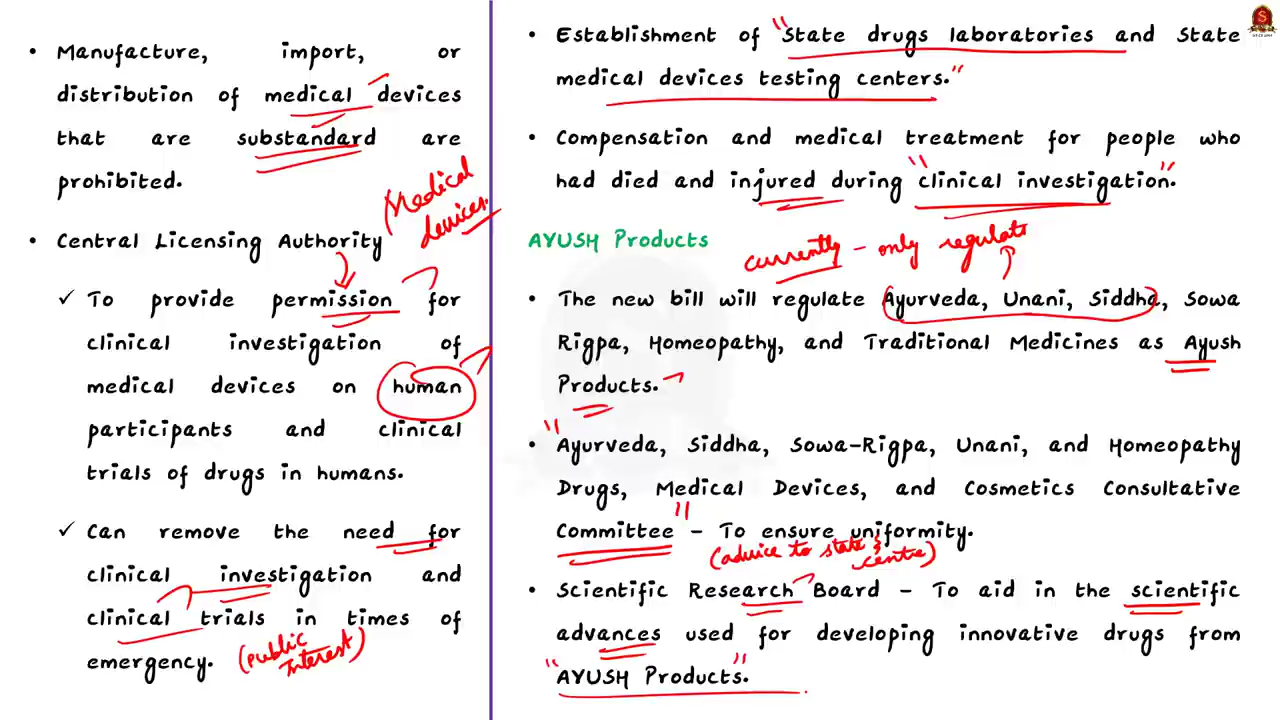 • Manufacture, import, or
distribution of medical devices
that are substandard are
prohibited.
(Medical
devices.
• Central Licensing Authority
✓ To provide permission for
clinical investigation of
medical devices on human
participants and clinical
trials of drugs in humans.
✓ Can remove the need for
clinical investigation and
clinical trials in times of
emergency. (public
interest)
• Establishment of "State drugs laboratories and State
medical devices testing centers."
• Compensation and medical treatment for people who
had died and injured during "clinical investigation".
AYUSH Products
currently - only regulate
• The new bill will regulate Ayurveda, Unani, Siddha, Sowa
Rigpa, Homeopathy, and Traditional Medicines as Ayush
Products.
• "Ayurveda, Siddha, Sowa-Rigpa, Unani, and Homeopathy
Drugs, Medical Devices, and Cosmetics Consultative
Committee" - To ensure uniformity.
(advice to state &
centre)
• Scientific Research Board - To aid in the scientific
advances used for developing innovative drugs from
"AYUSH Products".